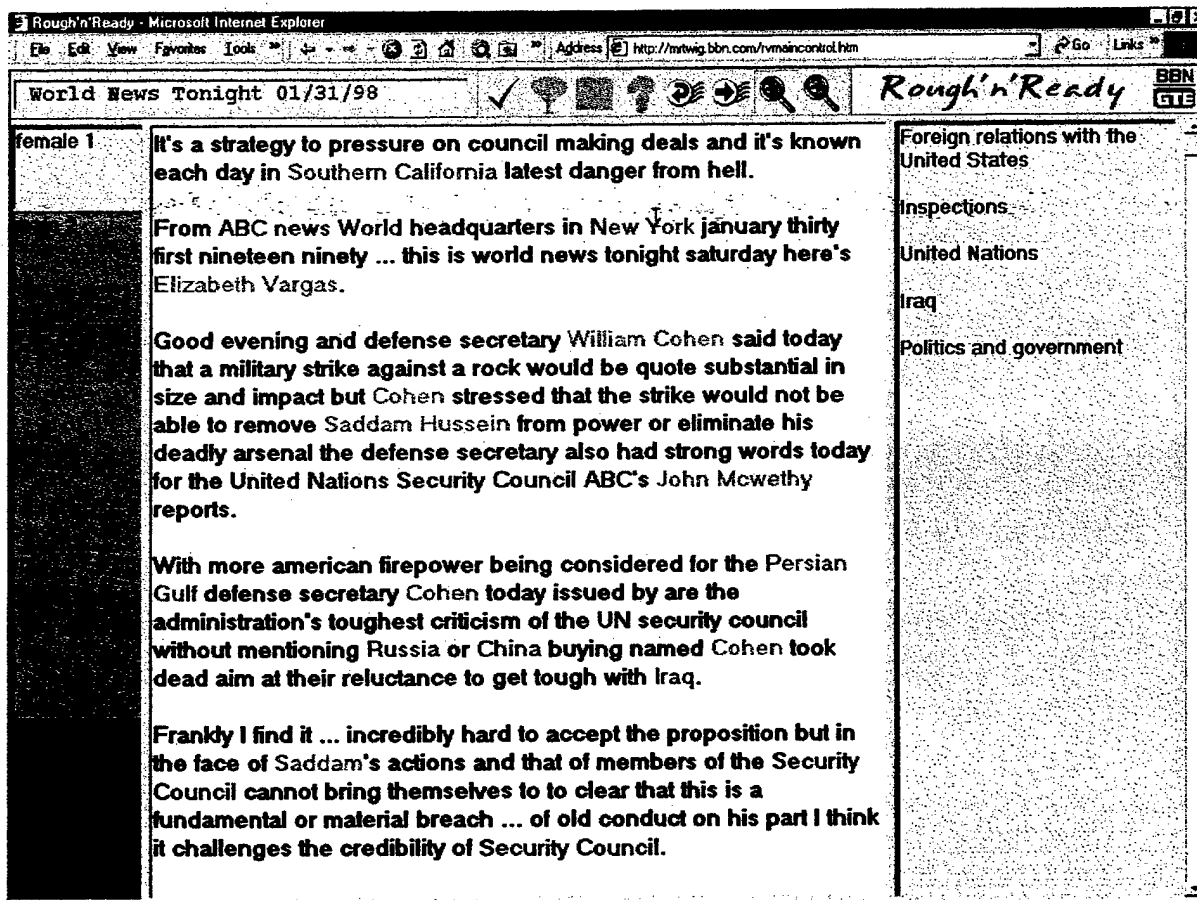 Rough'n'Ready - Microsoft Internet Explorer
File Edit View Favorites Tools » Address http://mrtwig.bbn.com/rvmaincontrol.htm Go Links »
World News Tonight 01/31/98
Rough'n'Ready
BBN
GTE
female 1
It's a strategy to pressure on council making deals and it's known
each day in Southern California latest danger from hell.
From ABC news World headquarters in New York january thirty
first nineteen ninety ... this is world news tonight saturday here's
Elizabeth Vargas.
Good evening and defense secretary William Cohen said today
that a military strike against a rock would be quote substantial in
size and impact but Cohen stressed that the strike would not be
able to remove Saddam Hussein from power or eliminate his
deadly arsenal the defense secretary also had strong words today
for the United Nations Security Council ABC's John Mcwethy
reports.
With more american firepower being considered for the Persian
Gulf defense secretary Cohen today issued by are the
administration's toughest criticism of the UN security council
without mentioning Russia or China buying named Cohen took
dead aim at their reluctance to get tough with Iraq.
Frankly I find it ... incredibly hard to accept the proposition but in
the face of Saddam's actions and that of members of the Security
Council cannot bring themselves to to clear that this is a
fundamental or material breach ... of old conduct on his part I think
it challenges the credibility of Security Council.
Foreign relations with the
United States
Inspections
United Nations
Iraq
Politics and government